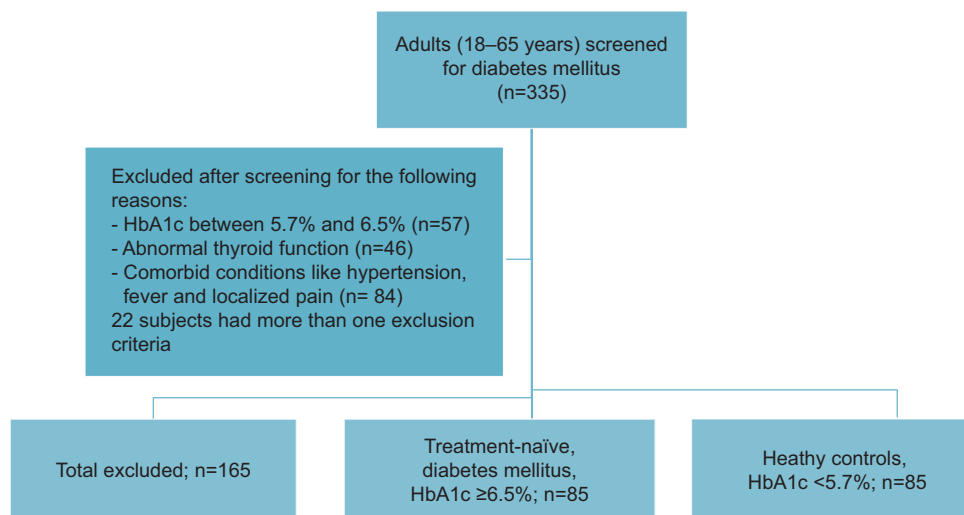 Adults (18–65 years) screened
for diabetes mellitus
(n=335)
Excluded after screening for the following
reasons:
- HbA1c between 5.7% and 6.5% (n=57)
- Abnormal thyroid function (n=46)
- Comorbid conditions like hypertension,
fever and localized pain (n= 84)
22 subjects had more than one exclusion
criteria
Total excluded; n=165
Treatment-naïve,
diabetes mellitus,
HbA1c ≥6.5%; n=85
Heathy controls,
HbA1c <5.7%; n=85